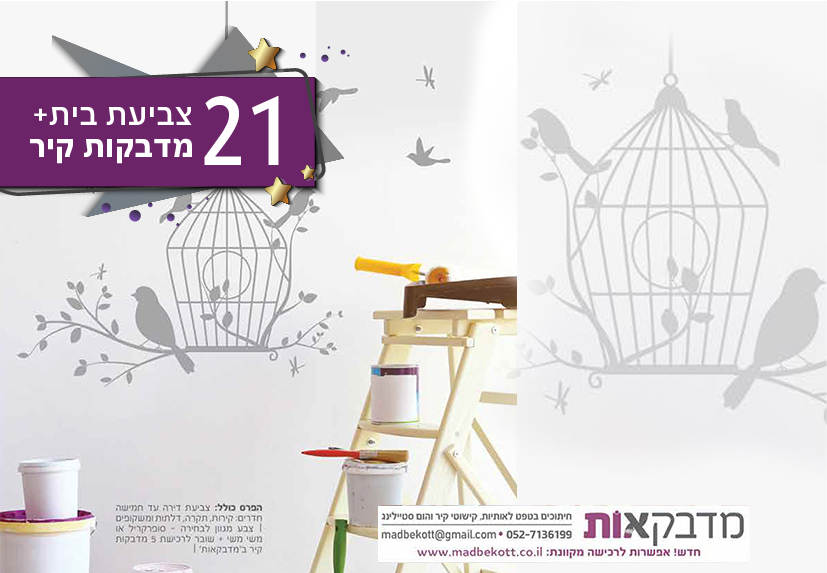 21
צביעת בית+
מדבקות קיר
הפרס כולל: צביעת דירה עד חמישה
חדרים: קירות, תקרה, דלתות ומשקופים
| צבע מגוון לבחירה - סופרקריל או
משי משי + שובר לרכישת 5 מדבקות
קיר ב'מדבקאות' |
מדבקאות
חיתוכים בטפט לאותיות, קישוטי קיר והום סטיילינג
madbekott@gmail.com • 052-7136199
חדש! אפשרות לרכישה מקוונת: www.madbekott.co.il